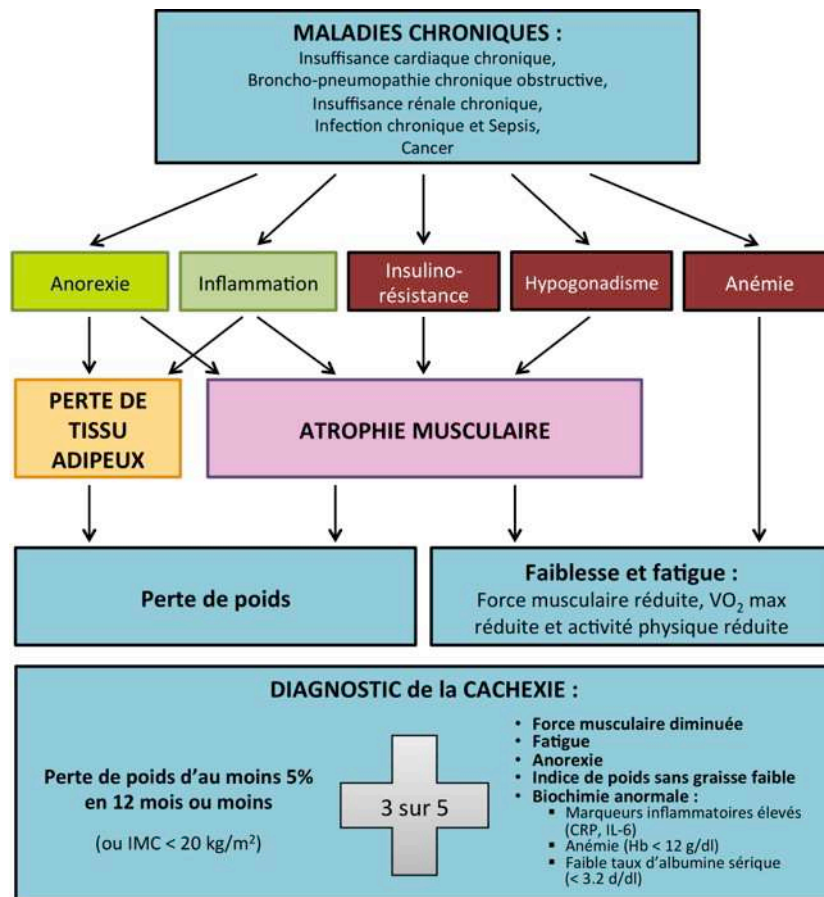 MALADIES CHRONIQUES :
Insuffisance cardiaque chronique,
Broncho-pneumopathie chronique obstructive,
Insuffisance rénale chronique,
Infection chronique et Sepsis,
Cancer
Anorexie
Inflammation
Insulino-
résistance
Hypogonadisme
Anémie
PERTE DE
TISSU
ADIPEUX
ATROPHIE MUSCULAIRE
Perte de poids
Faiblesse et fatigue :
Force musculaire réduite, VO₂ max
réduite et activité physique réduite
DIAGNOSTIC de la CACHEXIE :
Perte de poids d'au moins 5%
en 12 mois ou moins
(ou IMC < 20 kg/m²)
3 sur 5
• Force musculaire diminuée
• Fatigue
• Anorexie
• Indice de poids sans graisse faible
• Biochimie anormale :
▪ Marqueurs inflammatoires élevés
(CRP, IL-6)
▪ Anémie (Hb < 12 g/dl)
▪ Faible taux d'albumine sérique
(< 3.2 d/dl)